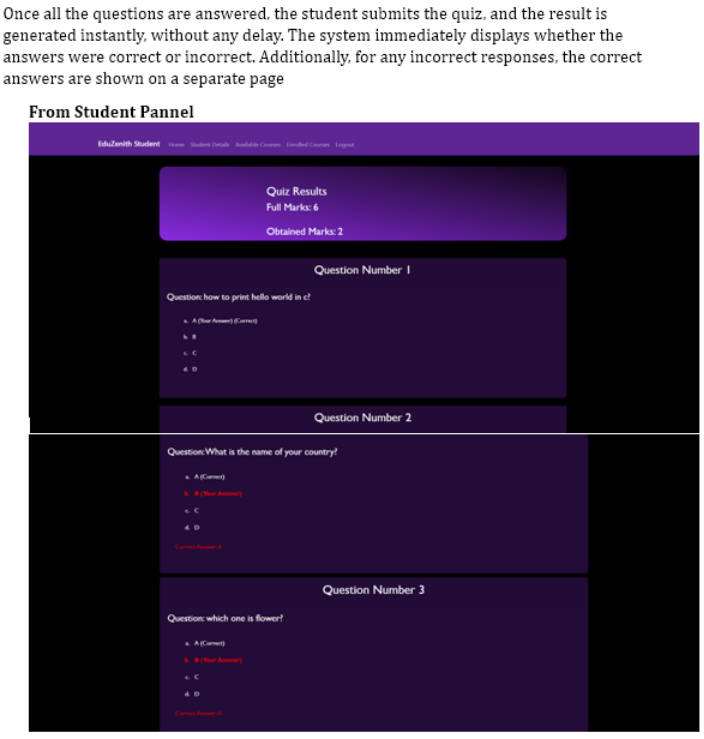 Once all the questions are answered, the student submits the quiz, and the result is
generated instantly, without any delay. The system immediately displays whether the
answers were correct or incorrect. Additionally, for any incorrect responses, the correct
answers are shown on a separate page
From Student Pannel
EduZenith Student Home Student Details Available Courses Enrolled Courses Logout
Quiz Results
Full Marks: 6
Obtained Marks: 2
Question Number 1
Question: how to print hello world in c?
a. A (Your Answer) (Correct)
b. B
c. C
d. D
Question Number 2
Question: What is the name of your country?
a. A (Correct)
b. B (Your Answer)
c. C
d. D
Correct Answer: A
Question Number 3
Question: which one is flower?
a. A (Correct)
b. B (Your Answer)
c. C
d. D
Correct Answer: A